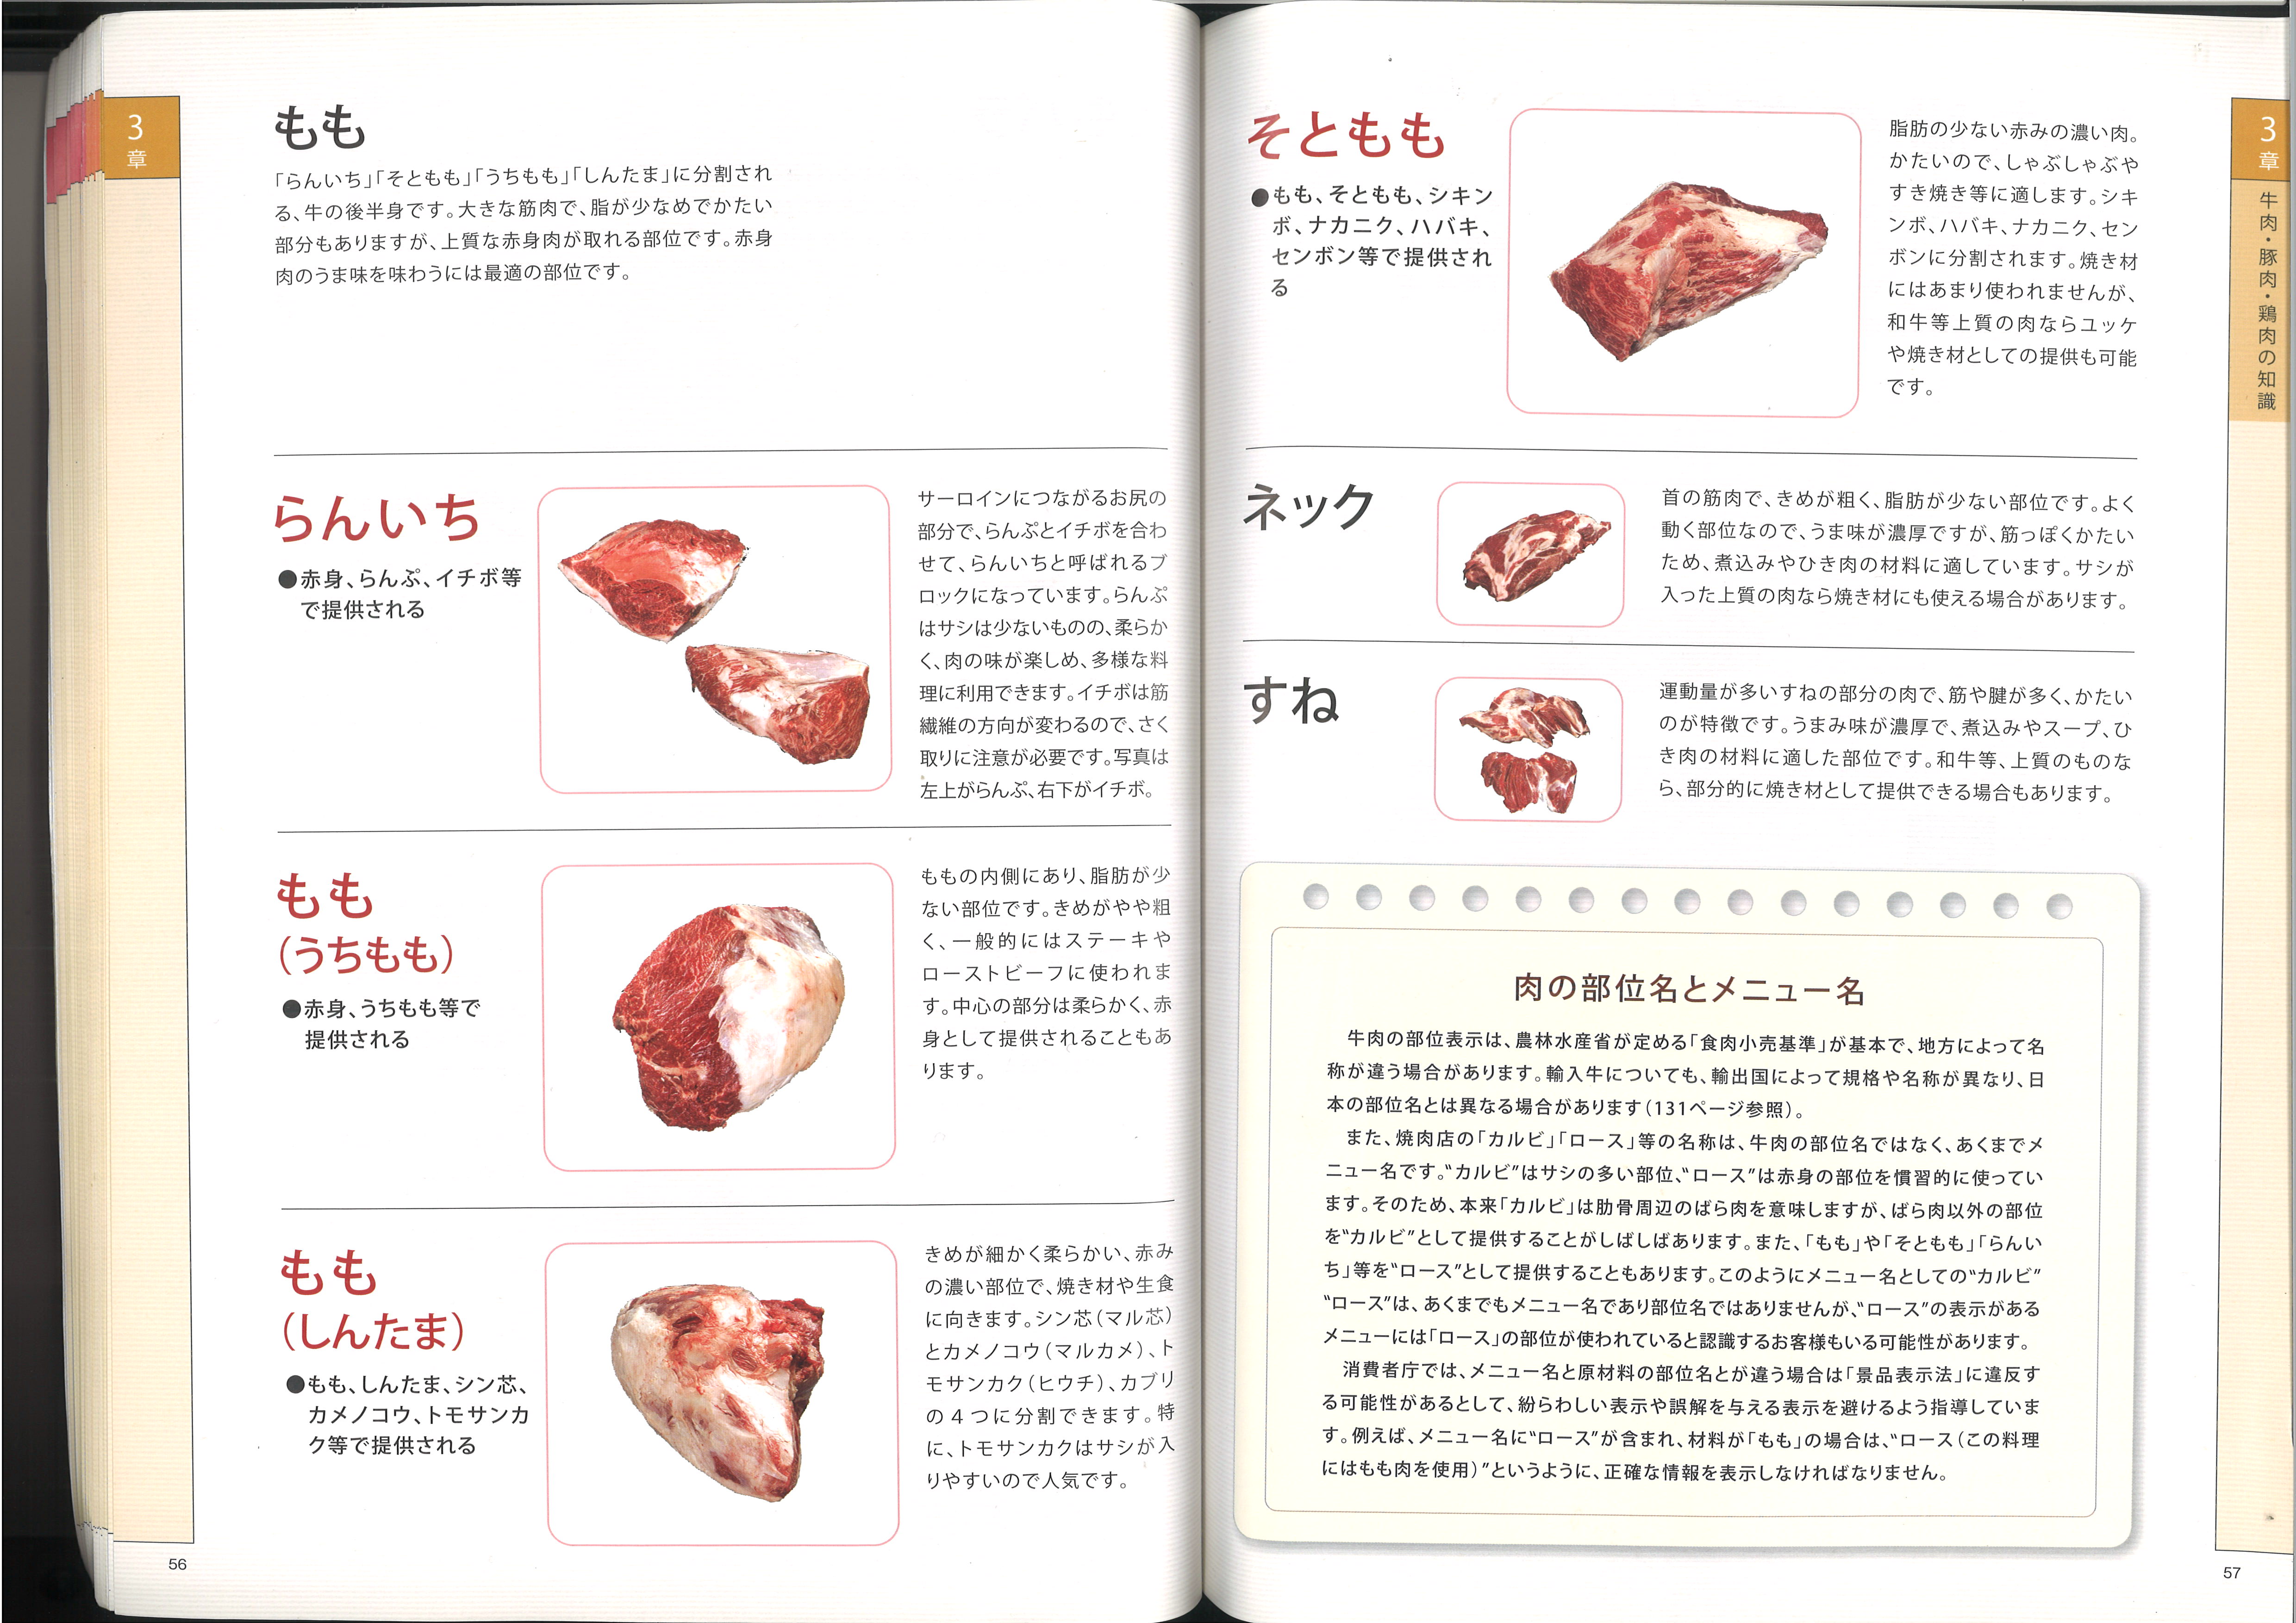 3
章
もも
「らんいち」「そともも」「うちもも」「しんたま」に分割され
る、牛の後半身です。大きな筋肉で、脂が少なめでかたい
部分もありますが、上質な赤身肉が取れる部位です。赤身
肉のうま味を味わうには最適の部位です。
らんいち
●赤身、らんぷ、イチボ等
で提供される
サーロインにつながるお尻の
部分で、らんぷとイチボを合わ
せて、らんいちと呼ばれるブ
ロックになっています。らんぷ
はサシは少ないものの、柔らか
く、肉の味が楽しめ、多様な料
理に利用できます。イチボは筋
繊維の方向が変わるので、さく
取りに注意が必要です。写真は
左上がらんぷ、右下がイチボ。
もも
(うちもも)
●赤身、うちもも等で
提供される
ももの内側にあり、脂肪が少
ない部位です。きめがやや粗
く、一般的にはステーキや
ローストビーフに使われま
す。中心の部分は柔らかく、赤
身として提供されることもあ
ります。
もも
(しんたま)
●もも、しんたま、シン芯、
カメノコウ、トモサンカ
ク等で提供される
きめが細かく柔らかい、赤み
の濃い部位で、焼き材や生食
に向きます。シン芯(マル芯)
とカメノコウ(マルカメ)、ト
モサンカク(ヒウチ)、カブリ
の4つに分割できます。特
に、トモサンカクはサシが入
りやすいので人気です。
56
そともも
●もも、そともも、シキン
ボ、ナカニク、ハバキ、
センボン等で提供され
る
脂肪の少ない赤みの濃い肉。
かたいので、しゃぶしゃぶや
すき焼き等に適します。シキ
ンボ、ハバキ、ナカニク、セン
ボンに分割されます。焼き材
にはあまり使われませんが、
和牛等上質の肉ならユッケ
や焼き材としての提供も可能
です。
ネック
首の筋肉で、きめが粗く、脂肪が少ない部位です。よく
動く部位なので、うま味が濃厚ですが、筋っぽくかたい
ため、煮込みやひき肉の材料に適しています。サシが
入った上質の肉なら焼き材にも使える場合があります。
すね
運動量が多いすねの部分の肉で、筋や腱が多く、かたい
のが特徴です。うまみ味が濃厚で、煮込みやスープ、ひ
き肉の材料に適した部位です。和牛等、上質のものな
ら、部分的に焼き材として提供できる場合もあります。
肉の部位名とメニュー名
牛肉の部位表示は、農林水産省が定める「食肉小売基準」が基本で、地方によって名
称が違う場合があります。輸入牛についても、輸出国によって規格や名称が異なり、日
本の部位名とは異なる場合があります(131ページ参照)。
また、焼肉店の「カルビ」「ロース」等の名称は、牛肉の部位名ではなく、あくまでメ
ニュー名です。“カルビ”はサシの多い部位、“ロース”は赤身の部位を慣習的に使ってい
ます。そのため、本来「カルビ」は肋骨周辺のばら肉を意味しますが、ばら肉以外の部位
を“カルビ”として提供することがしばしばあります。また、「もも」や「そともも」「らんい
ち」等を“ロース”として提供することもあります。このようにメニュー名としての“カルビ”
“ロース”は、あくまでもメニュー名であり部位名ではありませんが、“ロース”の表示がある
メニューには「ロース」の部位が使われていると認識するお客様もいる可能性があります。
消費者庁では、メニュー名と原材料の部位名とが違う場合は「景品表示法」に違反す
る可能性があるとして、紛らわしい表示や誤解を与える表示を避けるよう指導していま
す。例えば、メニュー名に“ロース”が含まれ、材料が「もも」の場合は、“ロース(この料理
にはもも肉を使用)”というように、正確な情報を表示しなければなりません。
3
章
牛肉・豚肉・鶏肉の知識
57